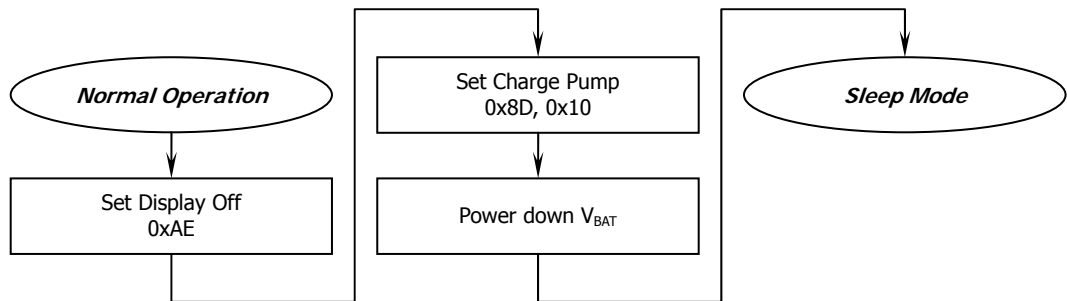 Normal Operation
Set Display Off
0xAE
Set Charge Pump
0x8D, 0x10
Power down VBAT
Sleep Mode